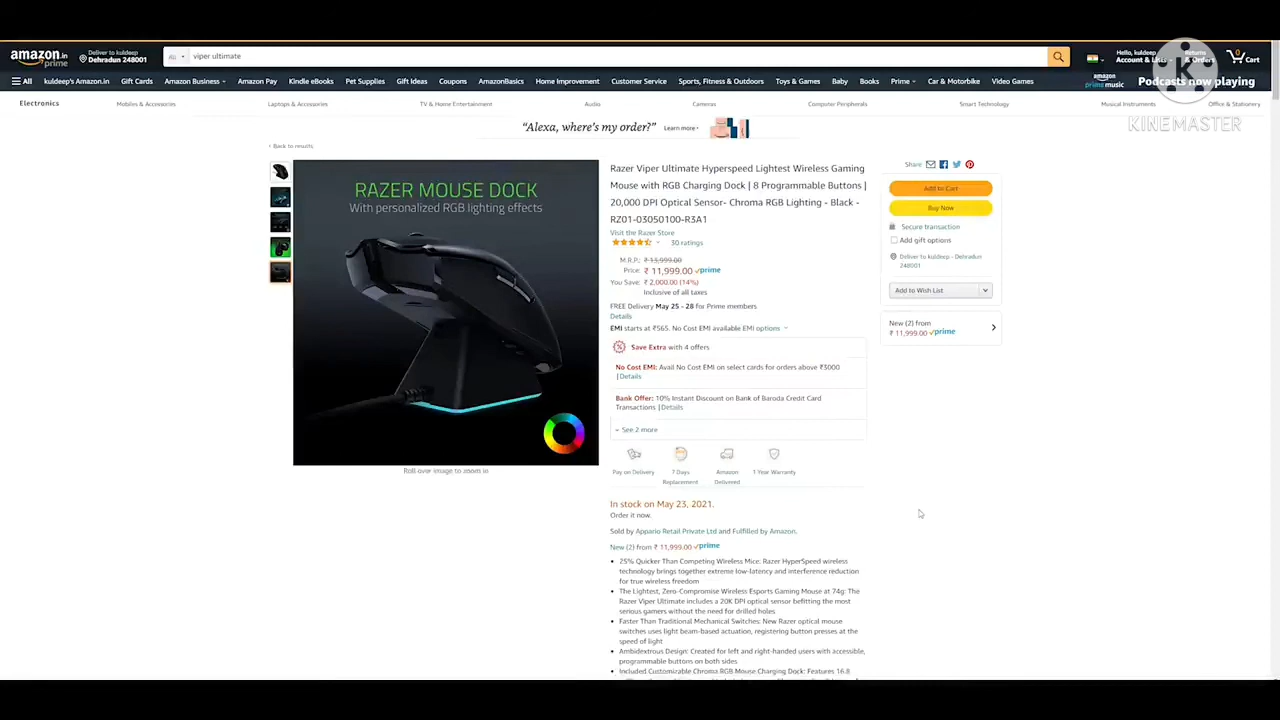 amazon.in
prime
Deliver to kuldeep
Dehradun 248001
All
viper ultimate
Hello, kuldeep
Account & Lists
Returns
& Orders
0
Cart
All
kuldeep's Amazon.in
Gift Cards
Amazon Business
Amazon Pay
Kindle eBooks
Pet Supplies
Gift Ideas
Coupons
AmazonBasics
Home Improvement
Customer Service
Sports, Fitness & Outdoors
Toys & Games
Baby
Books
Prime
Car & Motorbike
Video Games
amazon
prime music
Podcasts now playing
Electronics
Mobiles & Accessories
Laptops & Accessories
TV & Home Entertainment
Audio
Cameras
Computer Peripherals
Smart Technology
Musical Instruments
Office & Stationery
K
KINEMASTER
“Alexa, where's my order?”
Learn more ›
‹ Back to results
RAZER MOUSE DOCK
With personalized RGB lighting effects
Roll over image to zoom in
Razer Viper Ultimate Hyperspeed Lightest Wireless Gaming
Mouse with RGB Charging Dock | 8 Programmable Buttons |
20,000 DPI Optical Sensor- Chroma RGB Lighting - Black -
RZ01-03050100-R3A1
Visit the Razer Store
30 ratings
M.R.P.: ₹ 13,999.00
Price: ₹ 11,999.00 prime
You Save: ₹ 2,000.00 (14%)
Inclusive of all taxes
FREE Delivery May 25 - 28 for Prime members
Details
EMI starts at ₹565. No Cost EMI available EMI options
Save Extra with 4 offers
No Cost EMI: Avail No Cost EMI on select cards for orders above ₹3000
|Details
Bank Offer: 10% Instant Discount on Bank of Baroda Credit Card
Transactions |Details
See 2 more
Pay on Delivery
7 Days
Replacement
Amazon
Delivered
1 Year Warranty
In stock on May 23, 2021.
Order it now.
Sold by Appario Retail Private Ltd and Fulfilled by Amazon.
New (2) from ₹ 11,999.00 prime
• 25% Quicker Than Competing Wireless Mice: Razer HyperSpeed wireless
technology brings together extreme low-latency and interference reduction
for true wireless freedom
• The Lightest, Zero-Compromise Wireless Esports Gaming Mouse at 74g: The
Razer Viper Ultimate includes a 20K DPI optical sensor befitting the most
serious gamers without the need for drilled holes
• Faster Than Traditional Mechanical Switches: New Razer optical mouse
switches uses light beam-based actuation, registering button presses at the
speed of light
• Ambidextrous Design: Created for left and right-handed users with accessible,
programmable buttons on both sides
• Included Customizable Chroma RGB Mouse Charging Dock: Features 16.8
Share
Add to Cart
Buy Now
Secure transaction
Add gift options
Deliver to kuldeep - Dehradun
248001
Add to Wish List
New (2) from
₹ 11,999.00 prime